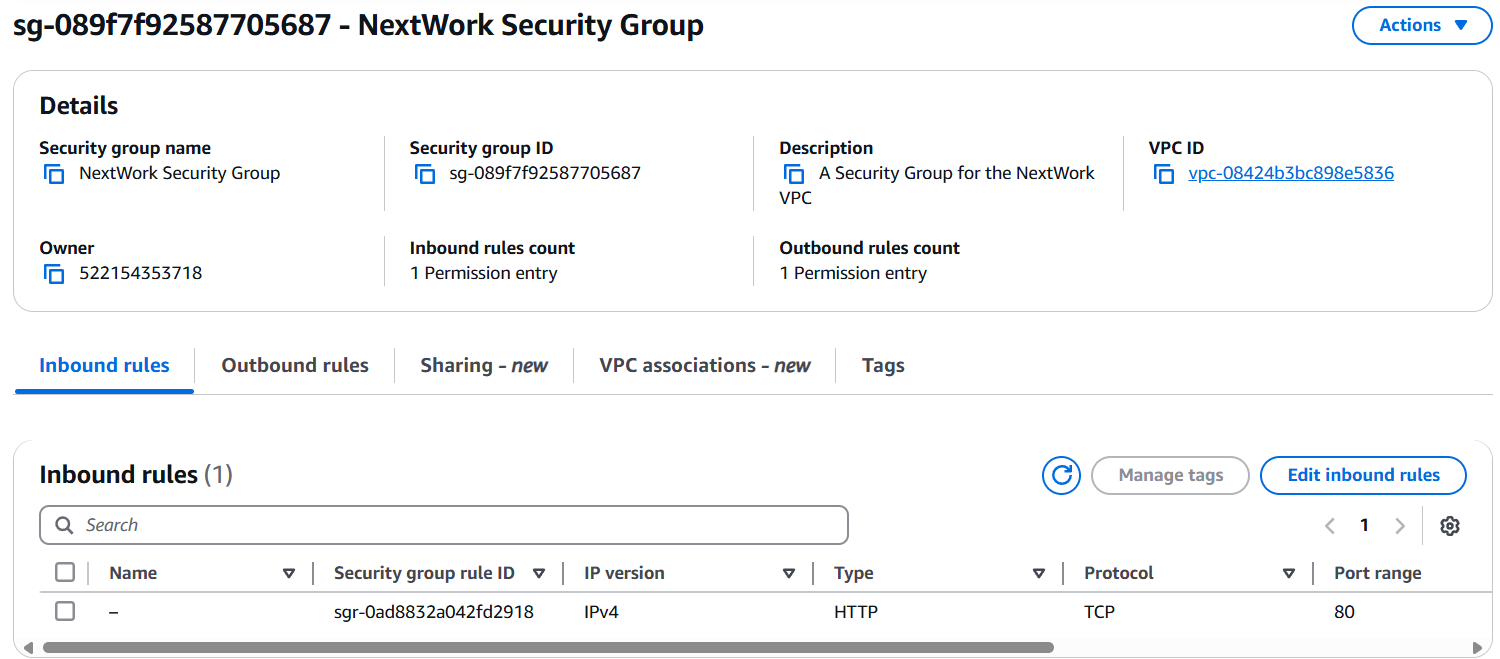 sg-089f7f92587705687 - NextWork Security Group
Actions
Details
Security group name
NextWork Security Group
Security group ID
sg-089f7f92587705687
Description
A Security Group for the NextWork
VPC
VPC ID
vpc-08424b3bc898e5836
Owner
522154353718
Inbound rules count
1 Permission entry
Outbound rules count
1 Permission entry
Inbound rules
Outbound rules
Sharing - new
VPC associations - new
Tags
Inbound rules (1)
Manage tags
Edit inbound rules
Search
1
Name
Security group rule ID
IP version
Type
Protocol
Port range
–
sgr-0ad8832a042fd2918
IPv4
HTTP
TCP
80